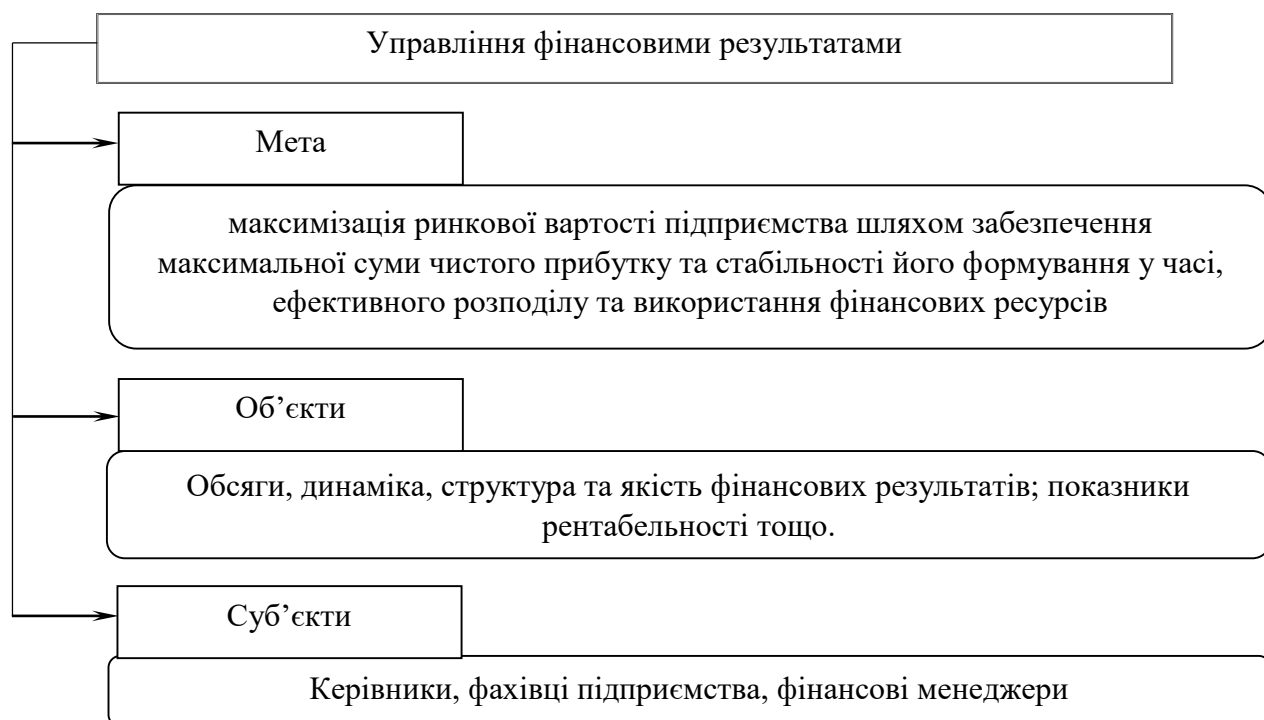 Управління фінансовими результатами
Мета
максимізація ринкової вартості підприємства шляхом забезпечення
максимальної суми чистого прибутку та стабільності його формування у часі,
ефективного розподілу та використання фінансових ресурсів
Об’єкти
Обсяги, динаміка, структура та якість фінансових результатів; показники
рентабельності тощо.
Суб’єкти
Керівники, фахівці підприємства, фінансові менеджери